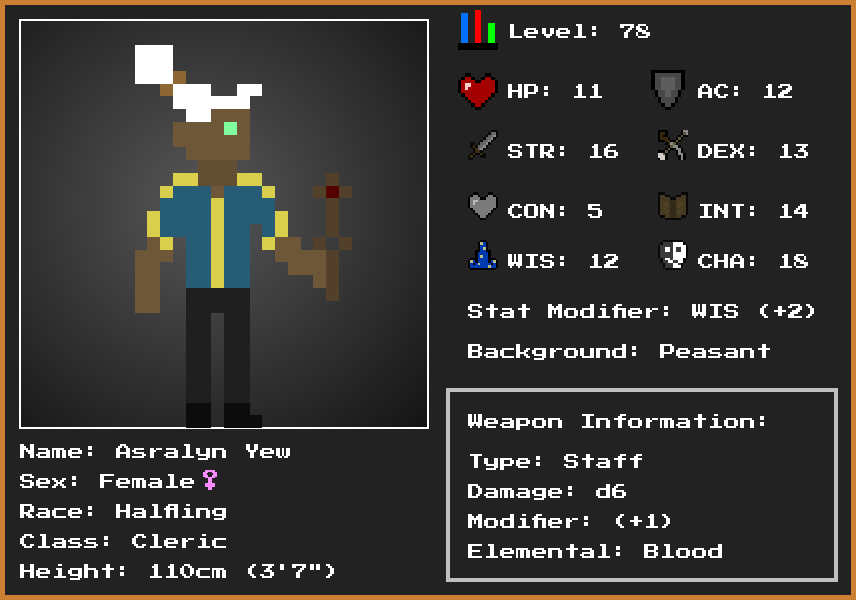 Level: 78
HP: 11 AC: 12
STR: 16 DEX: 13
CON: 5 INT: 14
WIS: 12 CHA: 18
Stat Modifier: WIS (+2)
Background: Peasant
Weapon Information:
Type: Staff
Damage: d6
Modifier: (+1)
Elemental: Blood
Name: Asralyn Yew
Sex: Female♀
Race: Halfling
Class: Cleric
Height: 110cm (3'7")